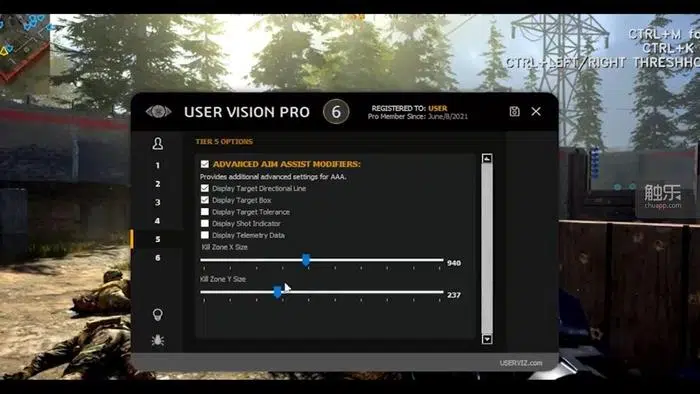 CTRL+M fo
CTRL+K
CTRL+LEFT/RIGHT THRESHHO
USER VISION PRO 6
REGISTERED TO: USER
Pro Member Since: June/8/2021
TIER 5 OPTIONS
ADVANCED AIM ASSIST MODIFIERS:
Provides additional advanced settings for AAA.
1
Display Target Directional Line
2
Display Target Box
3
Display Target Tolerance
4
Display Shot Indicator
5
Display Telemetry Data
6
Kill Zone X Size
940
Kill Zone Y Size
237
USERVIZ.com
触乐
chuapp.com